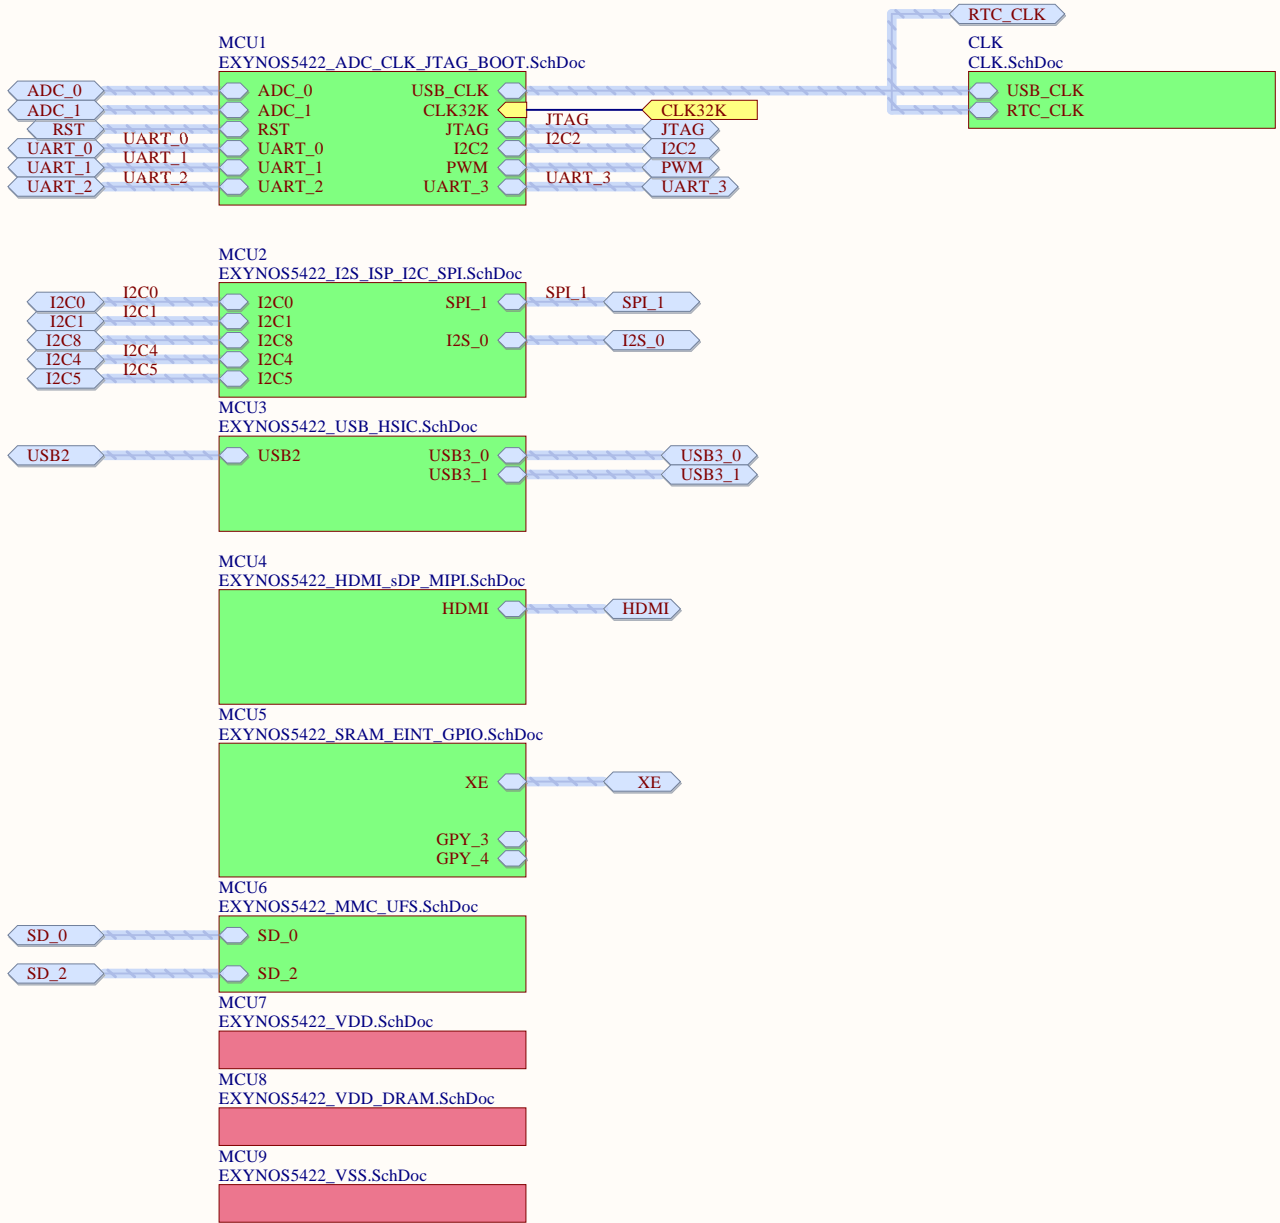 RTC_CLK
CLK
CLK.SchDoc
USB_CLK
RTC_CLK
MCU1
EXYNOS5422_ADC_CLK_JTAG_BOOT.SchDoc
ADC_0 ADC_0 USB_CLK
ADC_1 ADC_1 CLK32K CLK32K
RST RST JTAG JTAG JTAG
UART_0 UART_0 UART_0 I2C2 I2C2 I2C2
UART_1 UART_1 UART_1 PWM PWM
UART_2 UART_2 UART_2 UART_3 UART_3 UART_3
MCU2
EXYNOS5422_I2S_ISP_I2C_SPI.SchDoc
I2C0 I2C0 I2C0 SPI_1 SPI_1 SPI_1
I2C1 I2C1 I2C1
I2C8 I2C8 I2S_0 I2S_0
I2C4 I2C4 I2C4
I2C5 I2C5 I2C5
MCU3
EXYNOS5422_USB_HSIC.SchDoc
USB2 USB2 USB3_0 USB3_0
USB3_1 USB3_1
MCU4
EXYNOS5422_HDMI_sDP_MIPI.SchDoc
HDMI HDMI
MCU5
EXYNOS5422_SRAM_EINT_GPIO.SchDoc
XE XE
GPY_3
GPY_4
MCU6
EXYNOS5422_MMC_UFS.SchDoc
SD_0 SD_0
SD_2 SD_2
MCU7
EXYNOS5422_VDD.SchDoc
MCU8
EXYNOS5422_VDD_DRAM.SchDoc
MCU9
EXYNOS5422_VSS.SchDoc